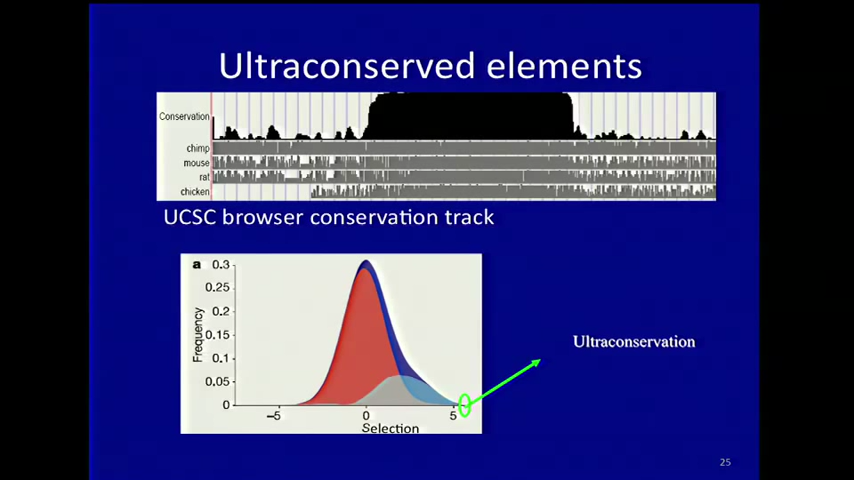 Ultraconserved elements
Conservation
chimp
mouse
rat
chicken
UCSC browser conservation track
a
0.3
0.25
0.2
0.15
0.1
0.05
0
Frequency
−5
0
5
Selection
Ultraconservation
25